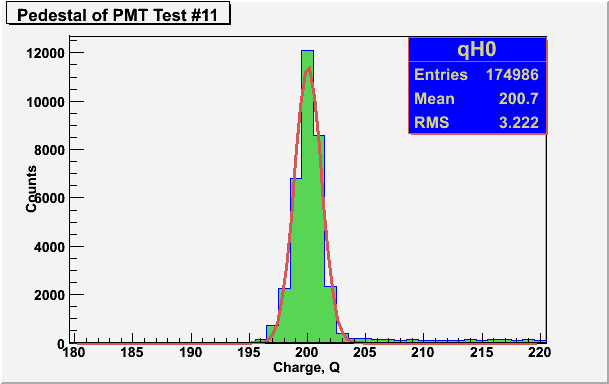 Pedestal of PMT Test #11
qH0
Entries 174986
Mean 200.7
RMS 3.222
12000
10000
8000
6000
4000
2000
0
Counts
180 185 190 195 200 205 210 215 220
Charge, Q